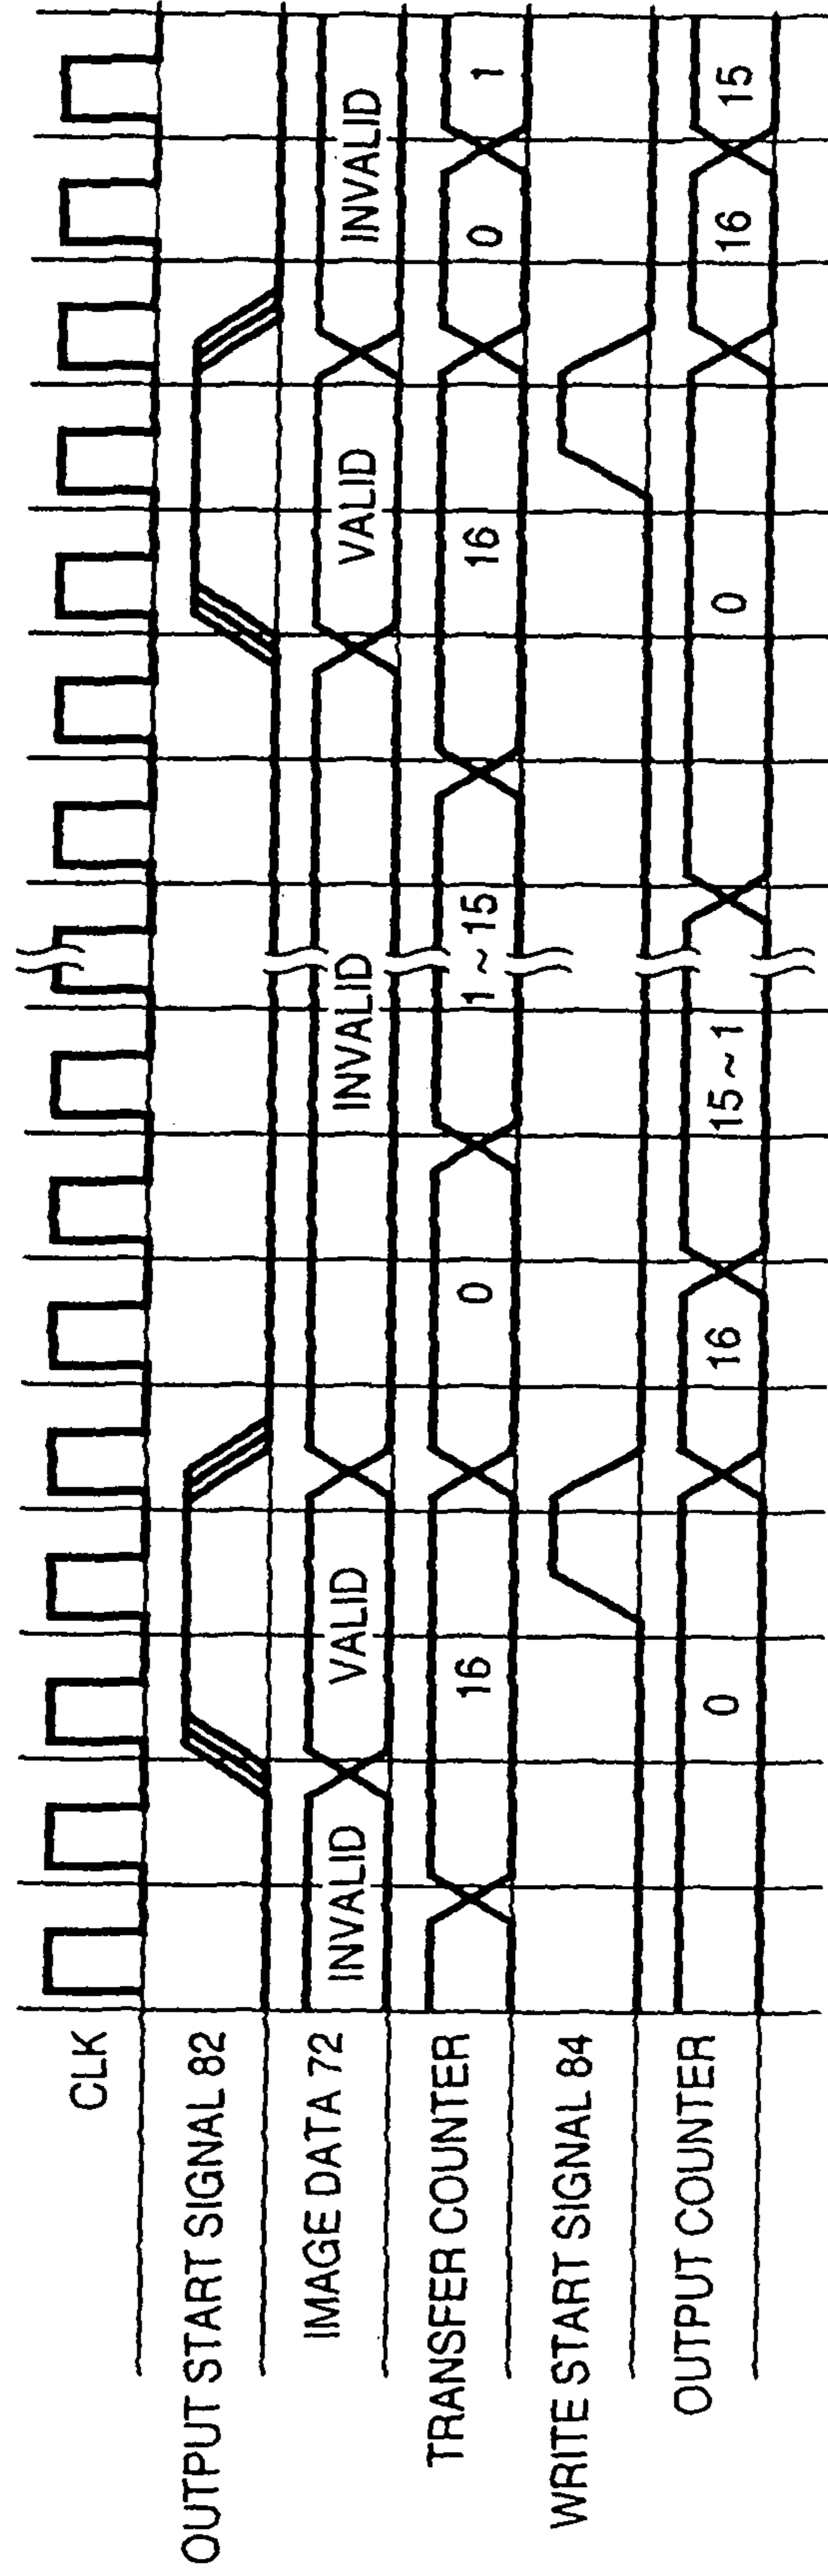 CLK
OUTPUT START SIGNAL 82
IMAGE DATA 72 INVALID VALID INVALID VALID INVALID
TRANSFER COUNTER 16 0 1 ~ 15 16 0 1
WRITE START SIGNAL 84
OUTPUT COUNTER 0 16 15 ~ 1 0 16 15